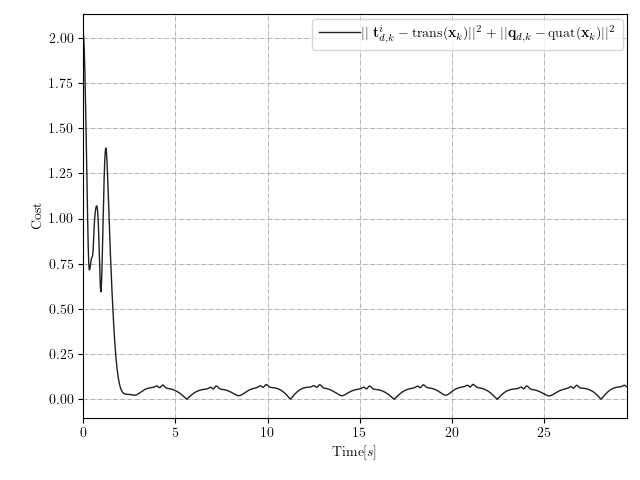 || t^i_{d,k} − trans(x_k)||² + ||q_{d,k} − quat(x_k)||²
2.00
1.75
1.50
1.25
1.00
0.75
0.50
0.25
0.00
Cost
0 5 10 15 20 25
Time[s]